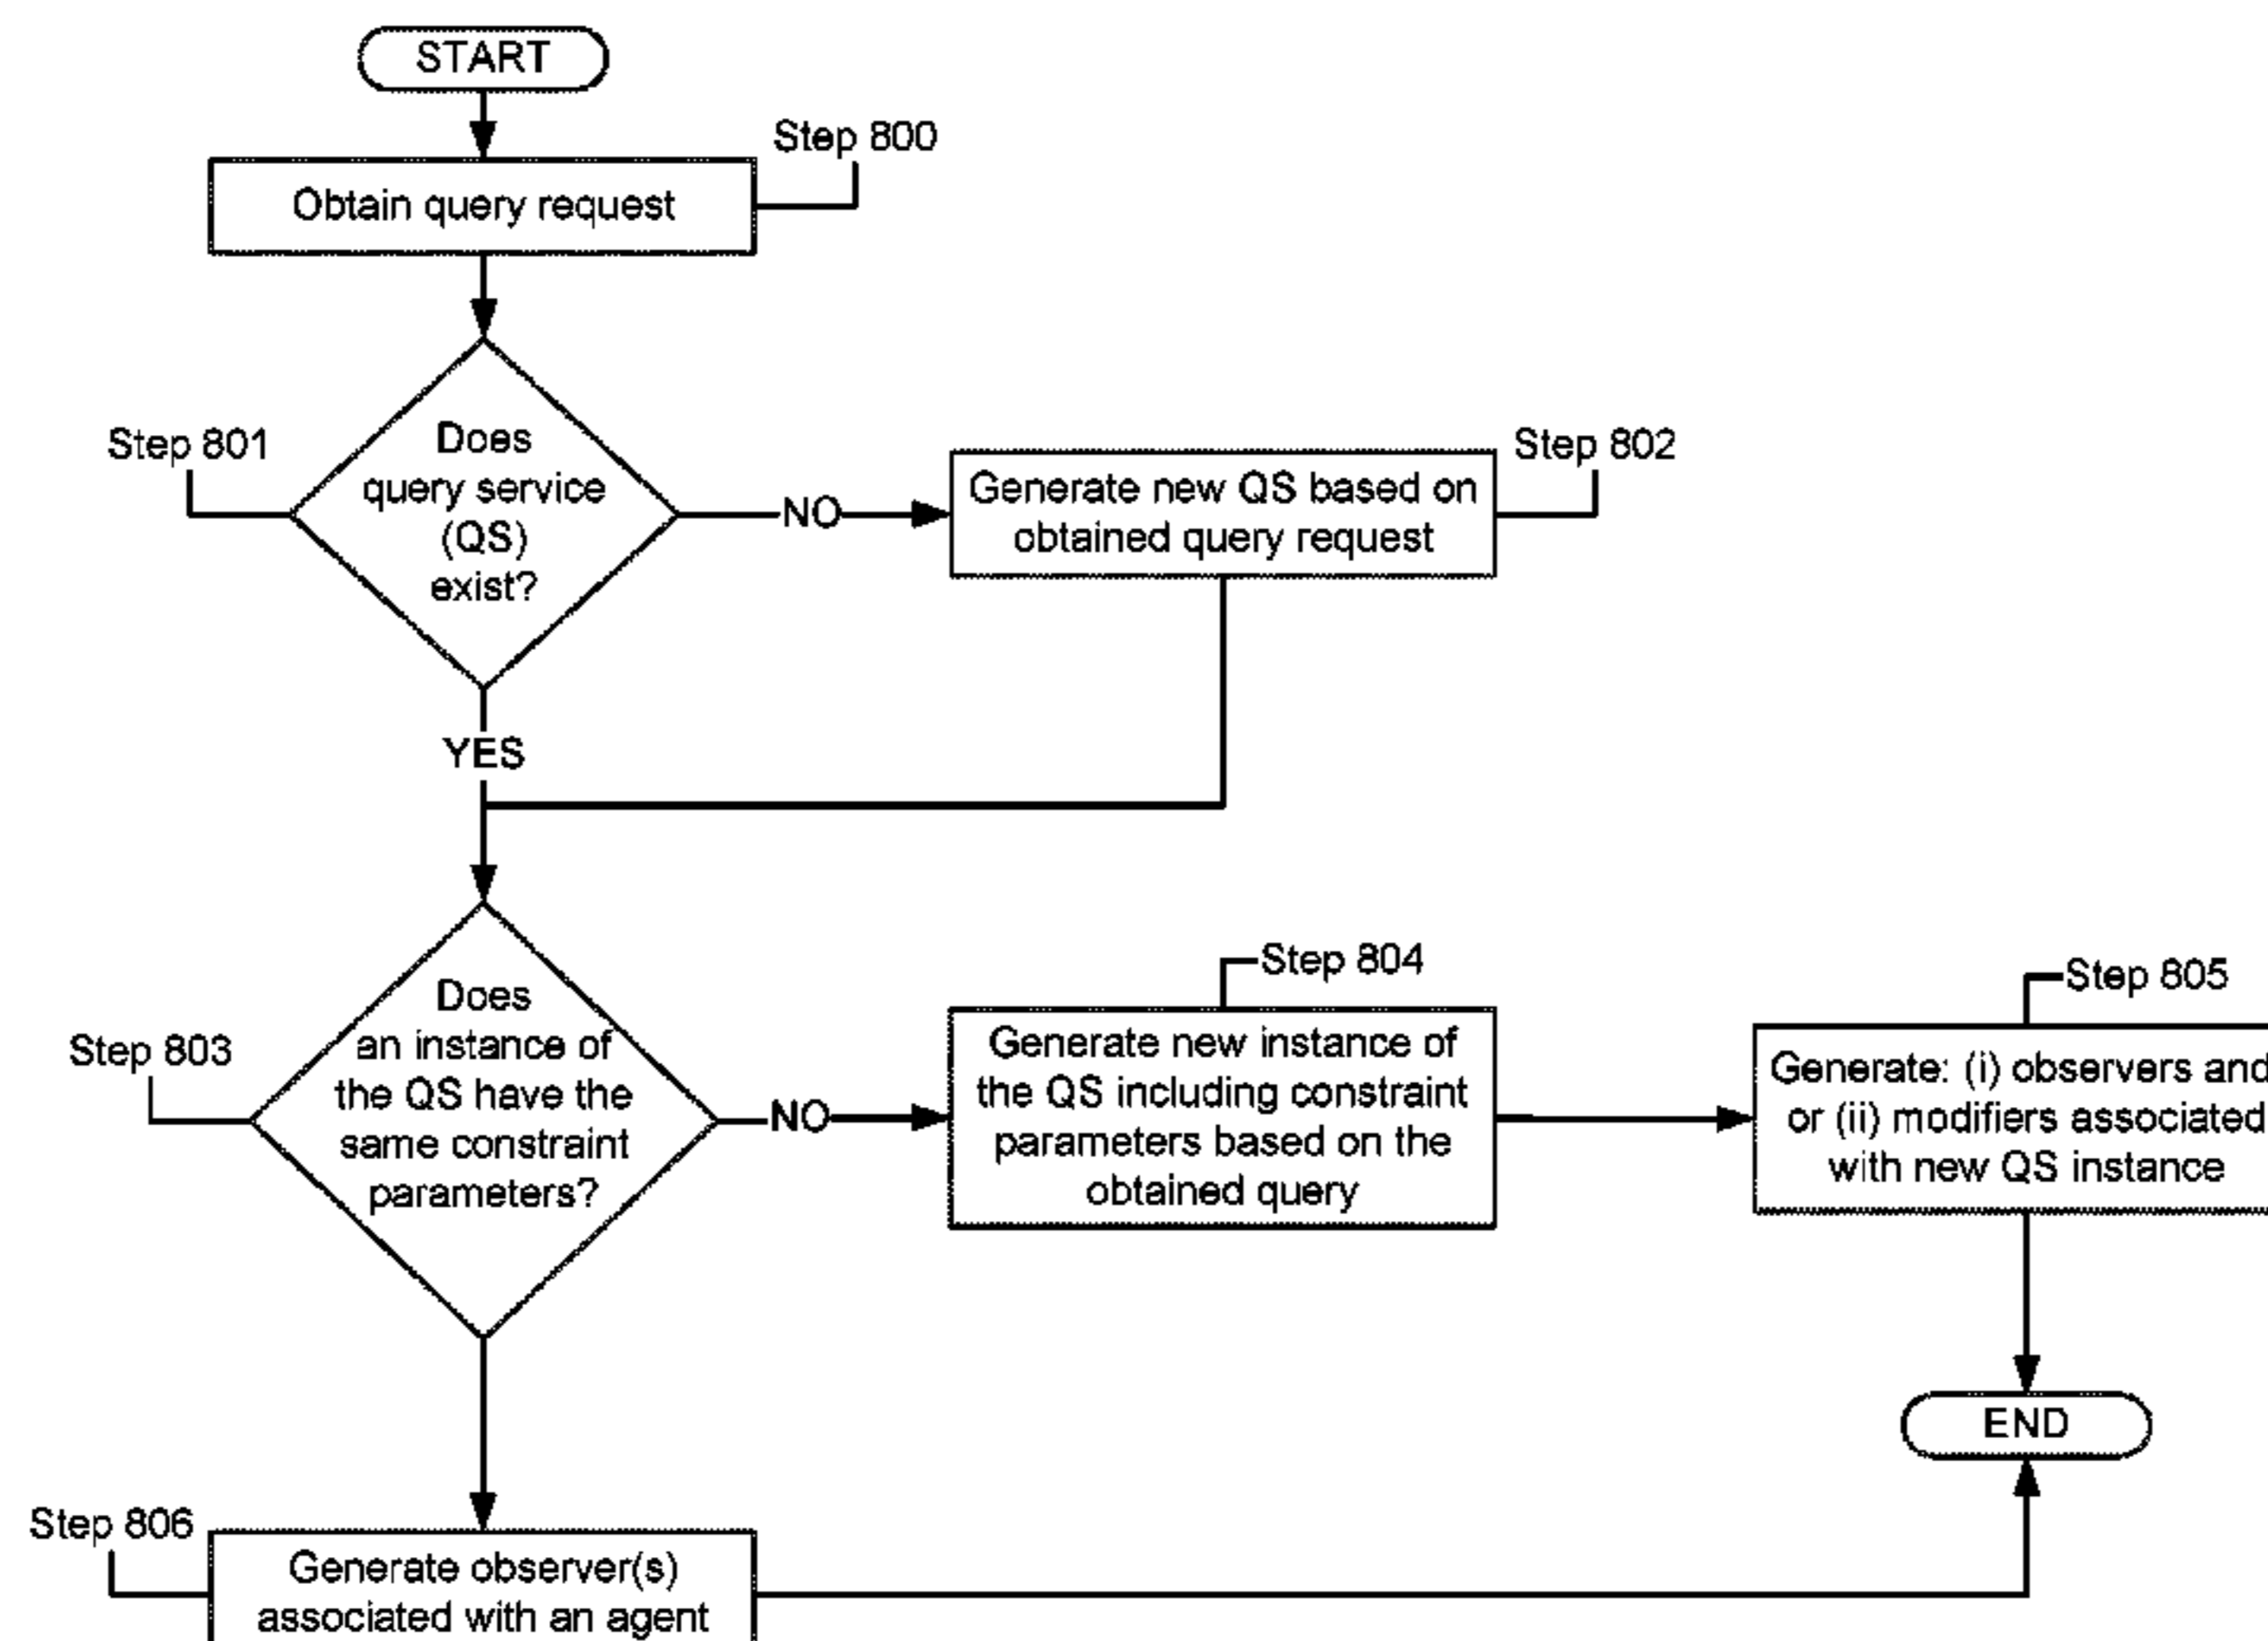 START
Step 800
Obtain query request
Step 801
Does
query service
(QS)
exist?
NO
Step 802
Generate new QS based on
obtained query request
YES
Step 803
Does
an instance of
the QS have the
same constraint
parameters?
NO
Step 804
Generate new instance of
the QS including constraint
parameters based on the
obtained query
Step 805
Generate: (i) observers and
or (ii) modifiers associated
with new QS instance
END
Step 806
Generate observer(s)
associated with an agent